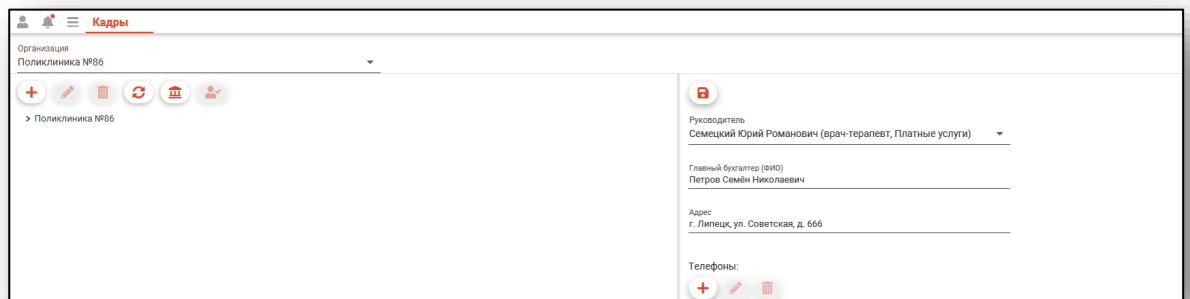 Кадры
Организация
Поликлиника №86
Поликлиника №86
Руководитель
Семецкий Юрий Романович (врач-терапевт, Платные услуги)
Главный бухгалтер (ФИО)
Петров Семён Николаевич
Адрес
г. Липецк, ул. Советская, д. 666
Телефоны: